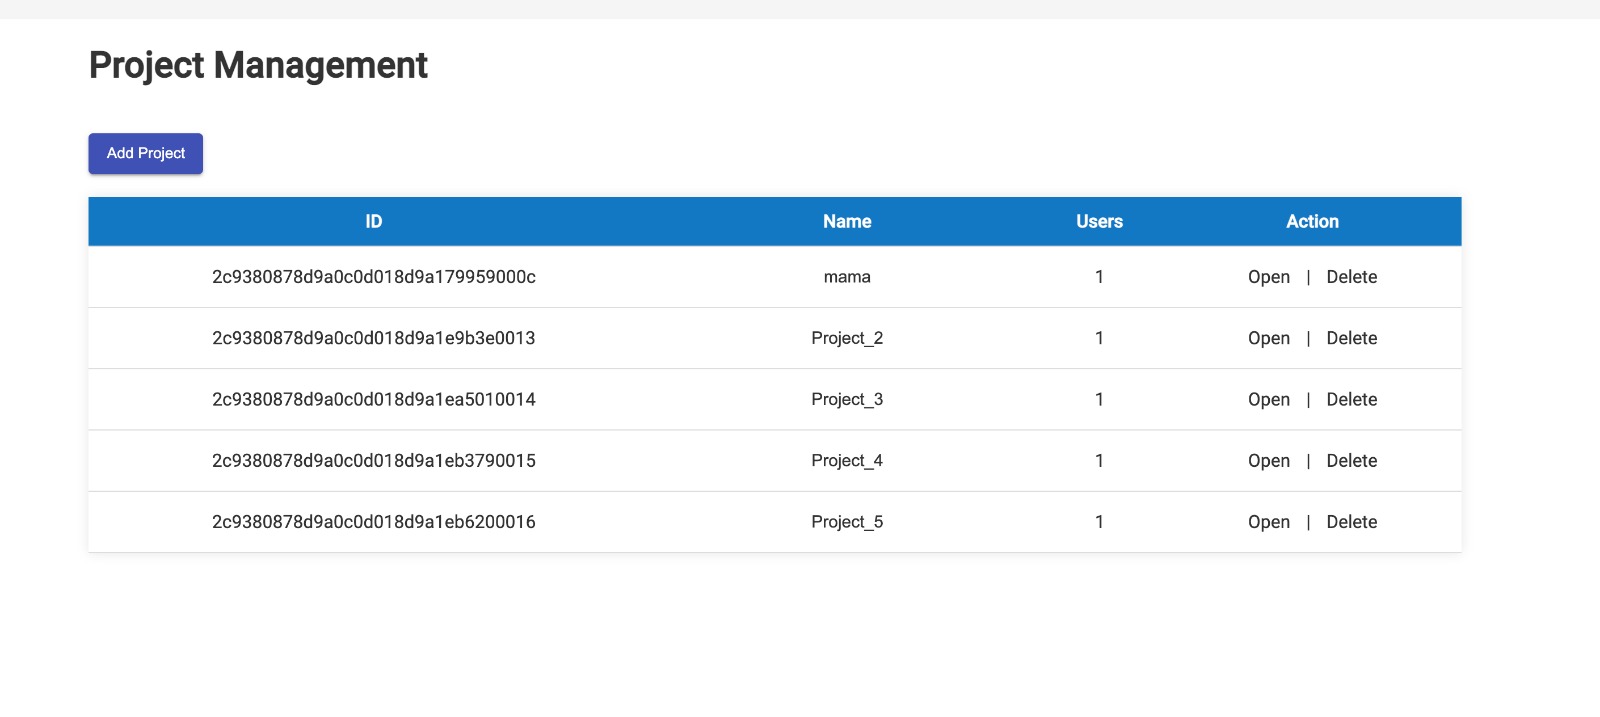 Project Management
Add Project
ID Name Users Action
2c9380878d9a0c0d018d9a179959000c mama 1 Open | Delete
2c9380878d9a0c0d018d9a1e9b3e0013 Project_2 1 Open | Delete
2c9380878d9a0c0d018d9a1ea5010014 Project_3 1 Open | Delete
2c9380878d9a0c0d018d9a1eb3790015 Project_4 1 Open | Delete
2c9380878d9a0c0d018d9a1eb6200016 Project_5 1 Open | Delete